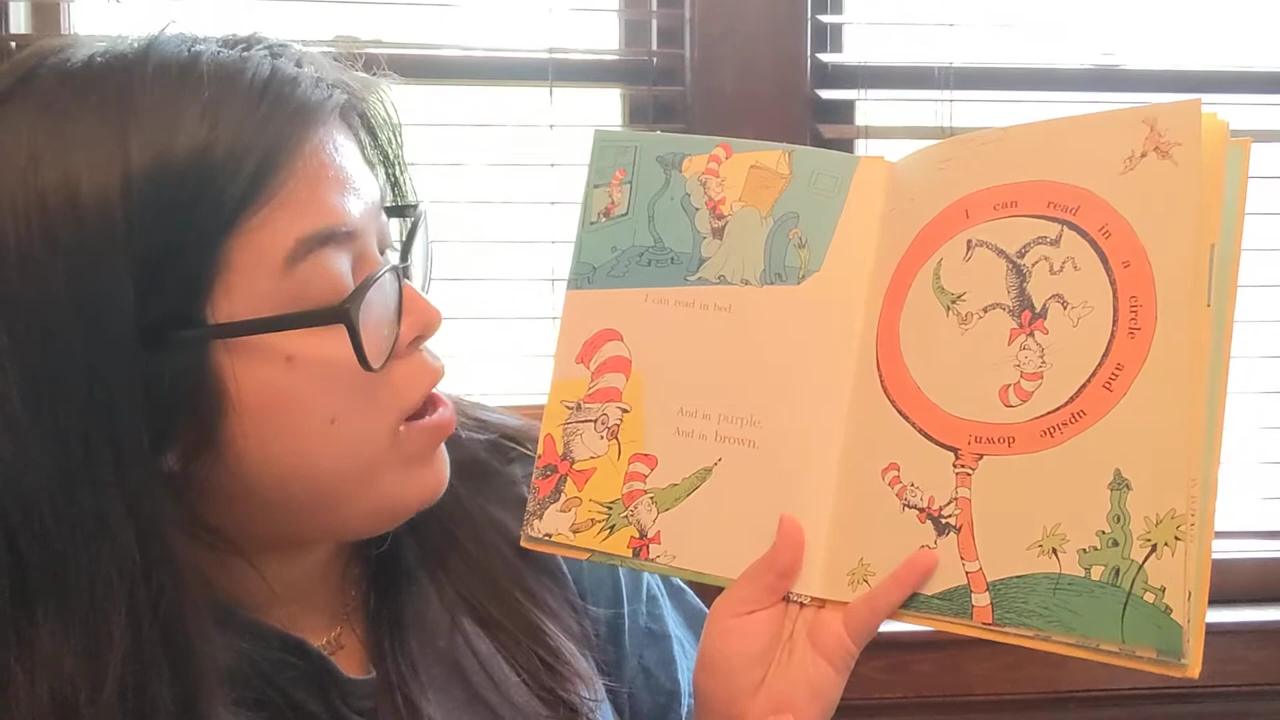 I can read in bed.
And in purple.
And in brown.
I can read in a circle and upside down!